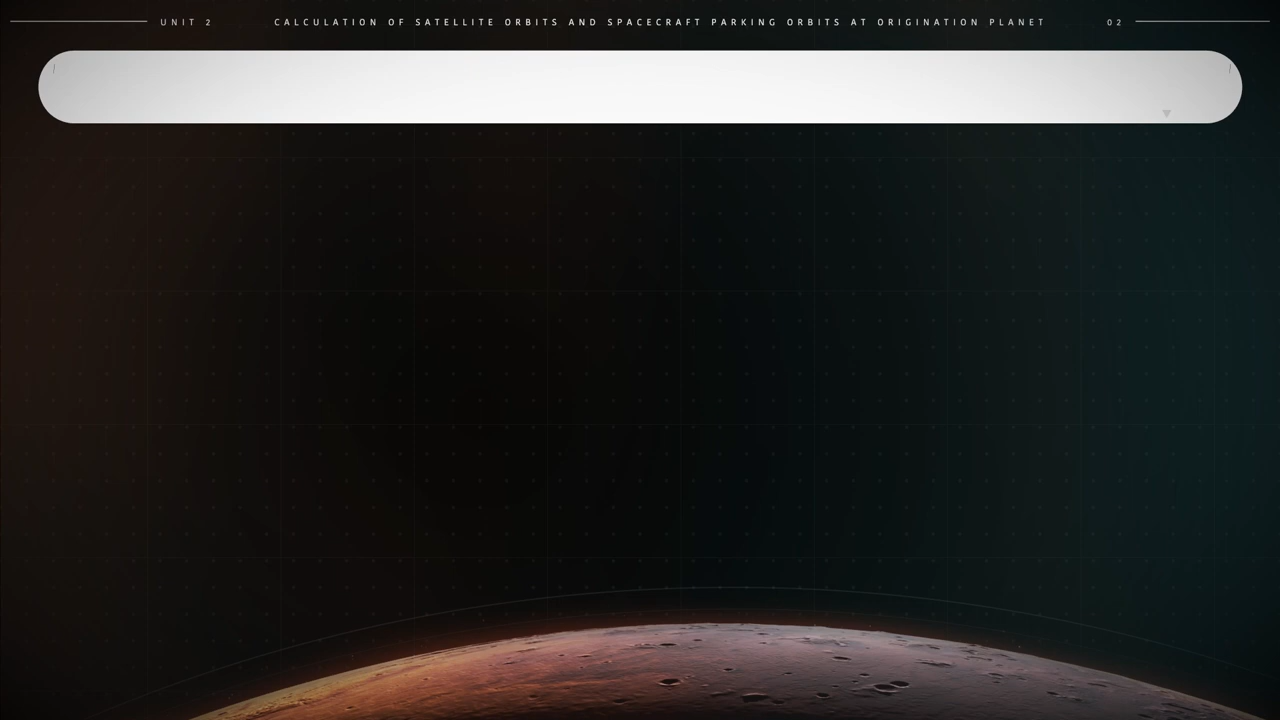 UNIT 2 CALCULATION OF SATELLITE ORBITS AND SPACECRAFT PARKING ORBITS AT ORIGINATION PLANET 02